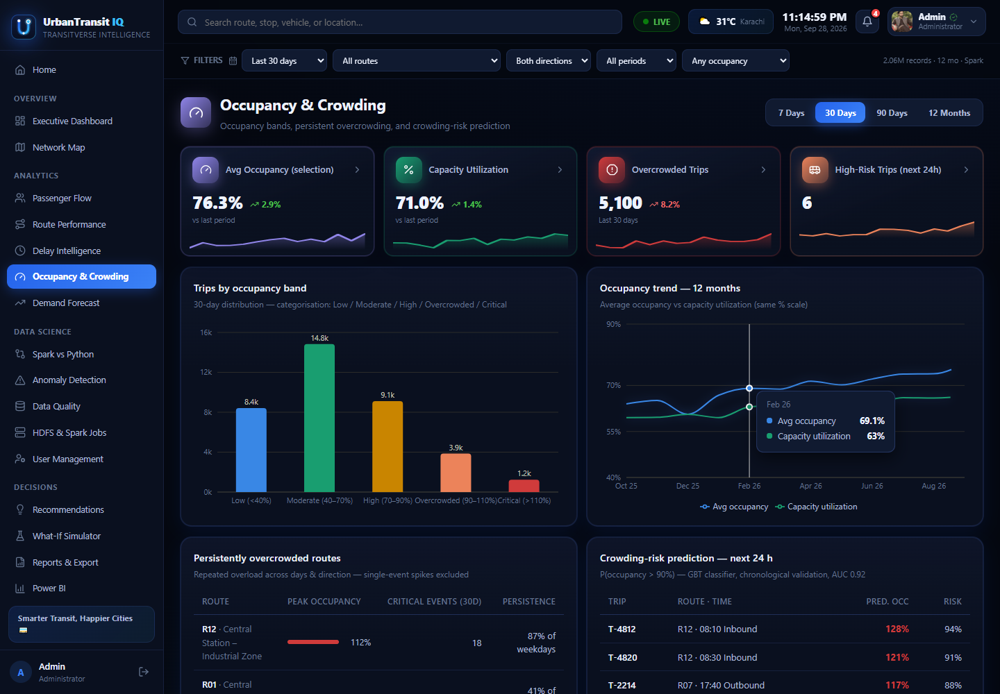 UrbanTransit IQ
TRANSITVERSE INTELLIGENCE
Home
OVERVIEW
Executive Dashboard
Network Map
ANALYTICS
Passenger Flow
Route Performance
Delay Intelligence
Occupancy & Crowding
Demand Forecast
DATA SCIENCE
Spark vs Python
Anomaly Detection
Data Quality
HDFS & Spark Jobs
User Management
DECISIONS
Recommendations
What-If Simulator
Reports & Export
Power BI
Smarter Transit, Happier Cities
A
Admin
Administrator
Search route, stop, vehicle, or location...
LIVE
31°C Karachi
11:14:59 PM
Mon, Sep 28, 2026
4
Admin
Administrator
FILTERS
Last 30 days
All routes
Both directions
All periods
Any occupancy
2.06M records · 12 mo · Spark
Occupancy & Crowding
Occupancy bands, persistent overcrowding, and crowding-risk prediction
7 Days
30 Days
90 Days
12 Months
Avg Occupancy (selection)
76.3% 2.9%
vs last period
Capacity Utilization
71.0% 1.4%
vs last period
Overcrowded Trips
5,100 8.2%
Last 30 days
High-Risk Trips (next 24h)
6
Trips by occupancy band
30-day distribution — categorisation: Low / Moderate / High / Overcrowded / Critical
16k
12k
8k
4k
0k
8.4k
14.8k
9.1k
3.9k
1.2k
Low (<40%)
Moderate (40–70%)
High (70–90%)
Overcrowded (90–110%)
Critical (>110%)
Occupancy trend — 12 months
Average occupancy vs capacity utilization (same % scale)
90%
70%
55%
40%
Feb 26
Avg occupancy 69.1%
Capacity utilization 63%
Oct 25
Dec 25
Feb 26
Apr 26
Jun 26
Aug 26
Avg occupancy
Capacity utilization
Persistently overcrowded routes
Repeated overload across days & direction — single-event spikes excluded
ROUTE PEAK OCCUPANCY CRITICAL EVENTS (30D) PERSISTENCE
R12 · Central
Station –
Industrial Zone
112%
18
87% of
weekdays
R01 · Central
41% of
Crowding-risk prediction — next 24 h
P(occupancy > 90%) — GBT classifier, chronological validation, AUC 0.92
TRIP ROUTE · TIME PRED. OCC RISK
T-4812 R12 · 08:10 Inbound 128% 94%
T-4820 R12 · 08:30 Inbound 121% 91%
T-2214 R07 · 17:40 Outbound 117% 88%